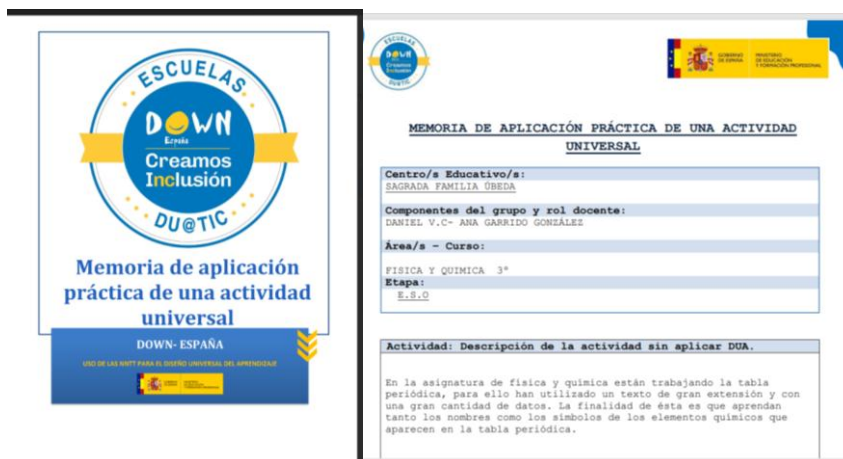 ESCUELAS
DOWN
España
Creamos
Inclusión
DU@TIC
Memoria de aplicación
práctica de una actividad
universal
DOWN- ESPAÑA
USO DE LAS NNTT PARA EL DISEÑO UNIVERSAL DEL APRENDIZAJE
ESCUELAS
DOWN
Creamos
Inclusión
DU@TIC
GOBIERNO
DE ESPAÑA
MINISTERIO
DE EDUCACIÓN
Y FORMACIÓN PROFESIONAL
MEMORIA DE APLICACIÓN PRÁCTICA DE UNA ACTIVIDAD
UNIVERSAL
Centro/s Educativo/s:
SAGRADA FAMILIA ÚBEDA
Componentes del grupo y rol docente:
DANIEL V.C- ANA GARRIDO GONZÁLEZ
Área/s - Curso:
FISICA Y QUIMICA 3º
Etapa:
E.S.O
Actividad: Descripción de la actividad sin aplicar DUA.
En la asignatura de física y química están trabajando la tabla
periódica, para ello han utilizado un texto de gran extensión y con
una gran cantidad de datos. La finalidad de ésta es que aprendan
tanto los nombres como los símbolos de los elementos químicos que
aparecen en la tabla periódica.